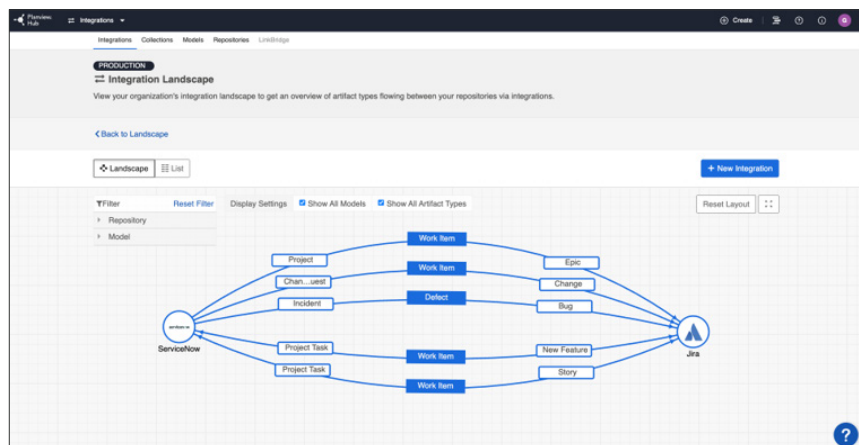 Planview.
Hub
Integrations
Create
G
Integrations Collections Models Repositories LinkBridge
PRODUCTION
Integration Landscape
View your organization's integration landscape to get an overview of artifact types flowing between your repositories via integrations.
Back to Landscape
Landscape List
+ New Integration
Filter Reset Filter Display Settings Show All Models Show All Artifact Types Reset Layout
Repository
Model
Work Item
Project Epic
Work Item
Chan...uest Change
Defect
Incident Bug
servicenow
ServiceNow Jira
Project Task New Feature
Work Item
Project Task Story
Work Item
?